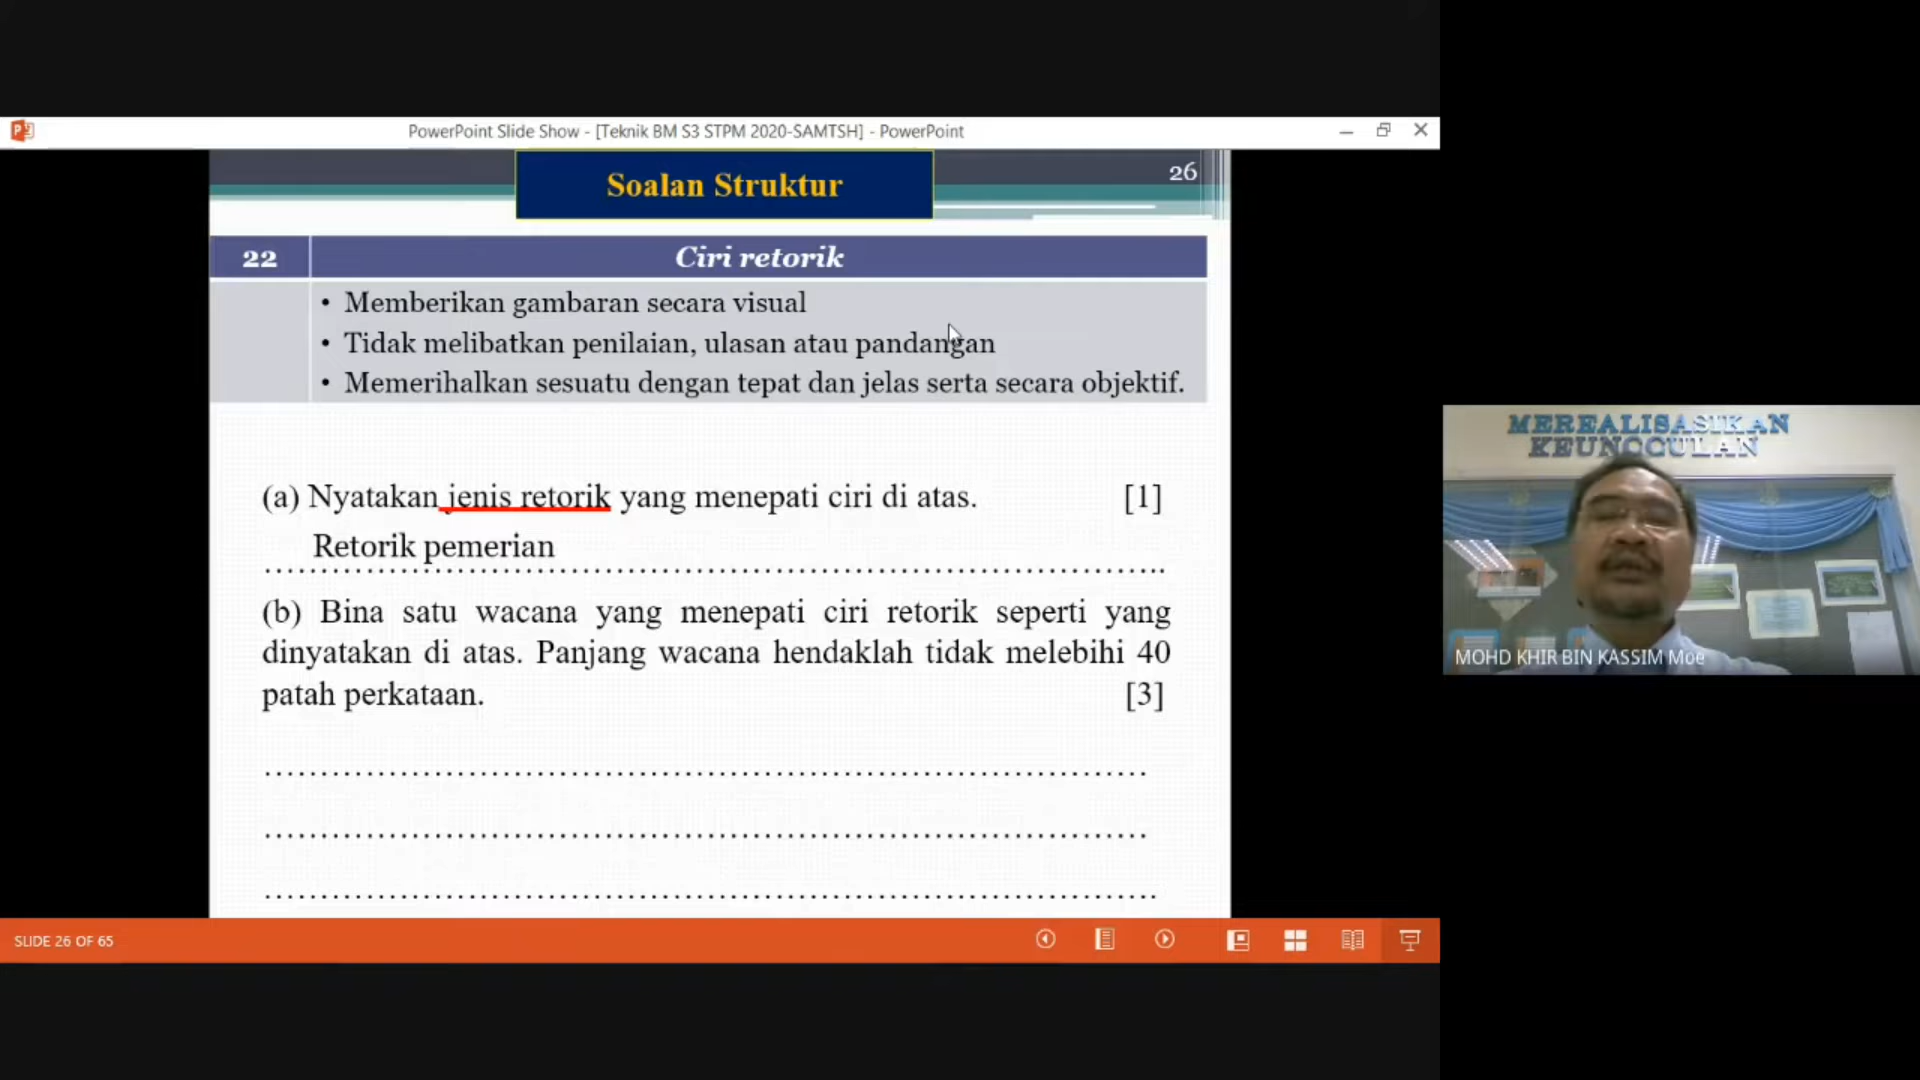 PowerPoint Slide Show - [Teknik BM S3 STPM 2020-SAMTSH] - PowerPoint
Soalan Struktur
26
22
Ciri retorik
• Memberikan gambaran secara visual
• Tidak melibatkan penilaian, ulasan atau pandangan
• Memerihalkan sesuatu dengan tepat dan jelas serta secara objektif.
(a) Nyatakan jenis retorik yang menepati ciri di atas. [1]
Retorik pemerian
(b) Bina satu wacana yang menepati ciri retorik seperti yang
dinyatakan di atas. Panjang wacana hendaklah tidak melebihi 40
patah perkataan. [3]
SLIDE 26 OF 65
MEREALISASIKAN
KEUNGGULAN
MOHD KHIR BIN KASSIM Moe